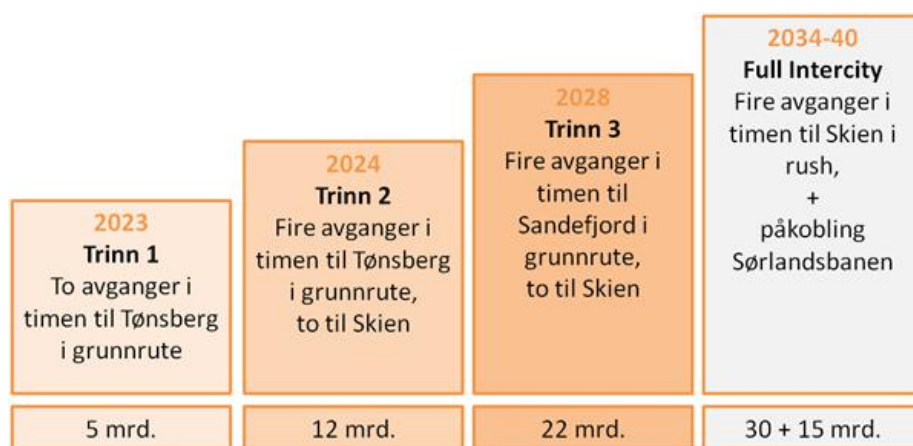 2023
Trinn 1
To avganger i
timen til Tønsberg
i grunnrute
5 mrd.
2024
Trinn 2
Fire avganger i
timen til Tønsberg
i grunnrute,
to til Skien
12 mrd.
2028
Trinn 3
Fire avganger i
timen til
Sandefjord i
grunnrute,
to til Skien
22 mrd.
2034-40
Full Intercity
Fire avganger i
timen til Skien i
rush,
+
påkobling
Sørlandsbanen
30 + 15 mrd.